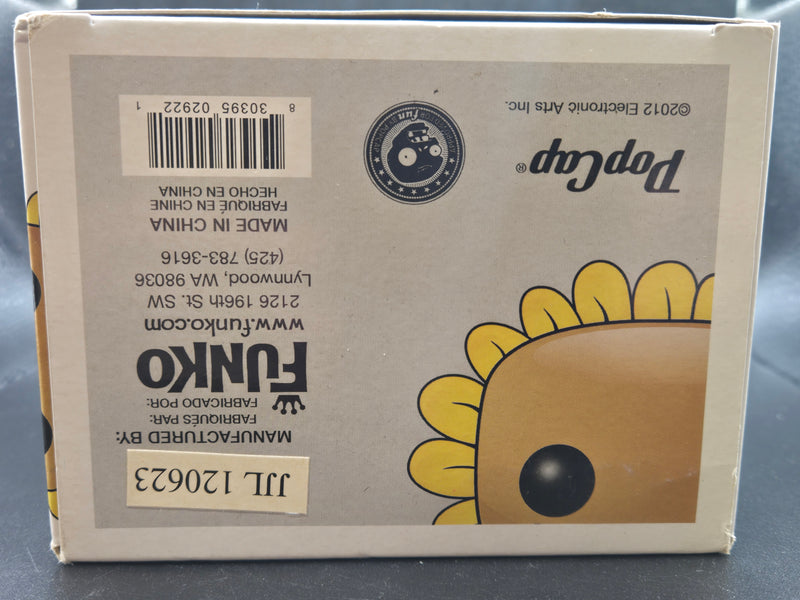 JJL 120623
MANUFACTURED BY:
FABRIQUÉS PAR:
FABRICADO POR:
FUNKO
www.funko.com
2126 196th St. SW
Lynnwood, WA 98036
(425) 783-3616
MADE IN CHINA
FABRIQUÉ EN CHINE
HECHO EN CHINA
8 30395 02922 1
PopCap®
©2012 Electronic Arts Inc.